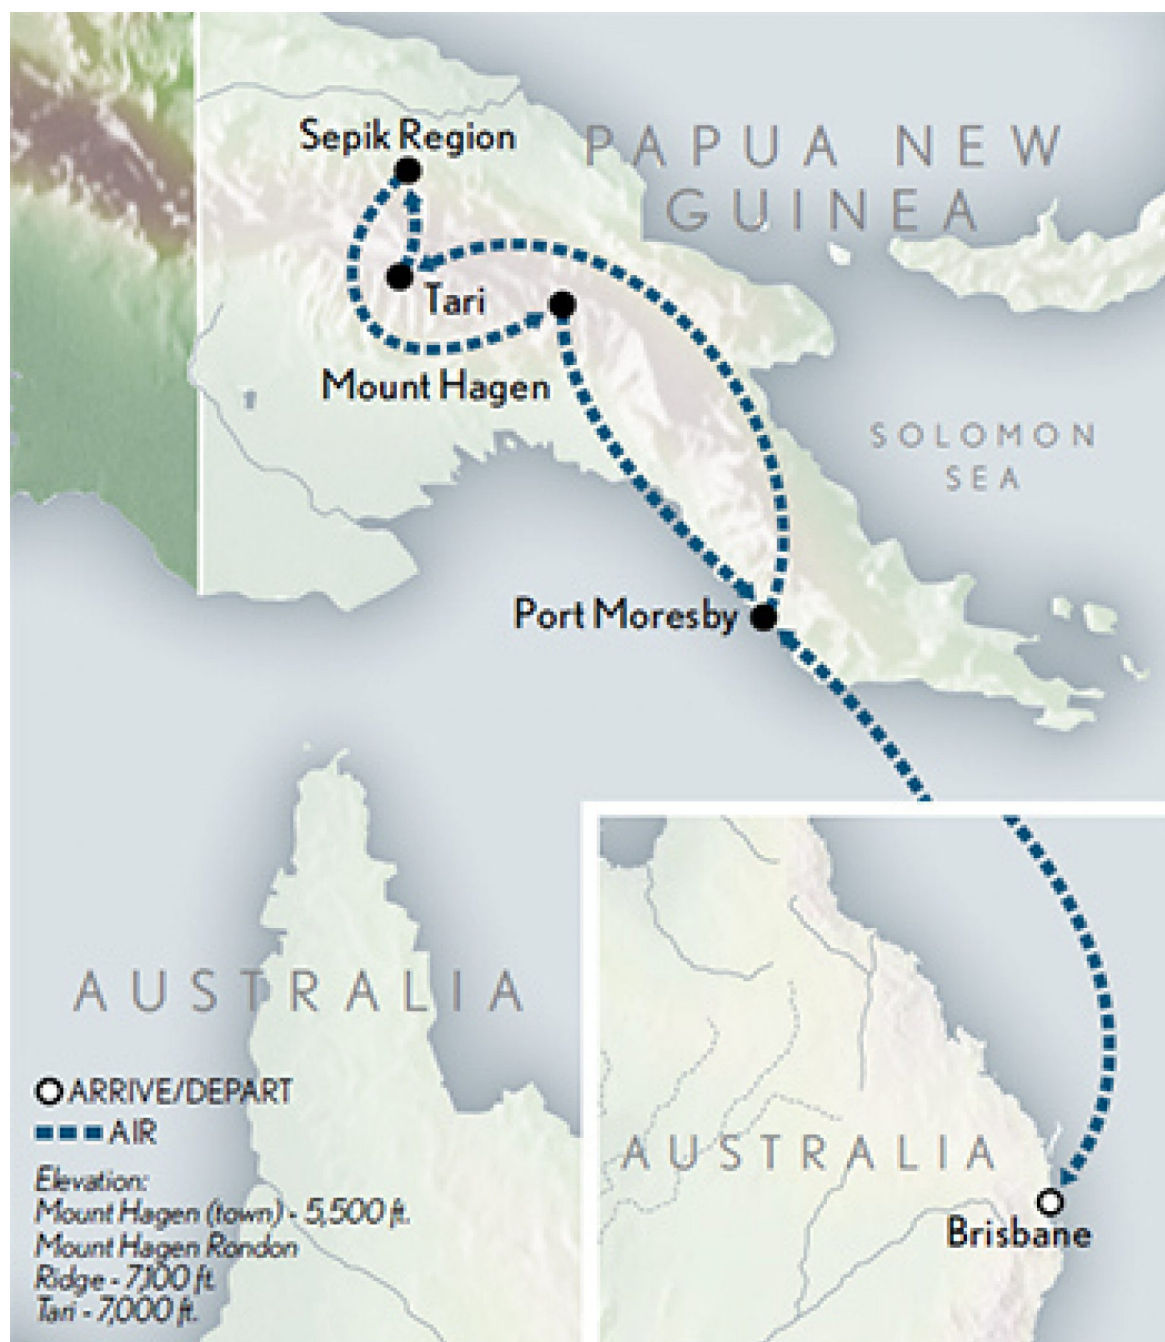 Sepik Region
PAPUA NEW
GUINEA
Tari
Mount Hagen
SOLOMON
SEA
Port Moresby
AUSTRALIA
ARRIVE/DEPART
AIR
Elevation:
Mount Hagen (town) - 5,500 ft.
Mount Hagen Rondon
Ridge - 7,100 ft.
Tari - 7,000 ft.
AUSTRALIA
Brisbane